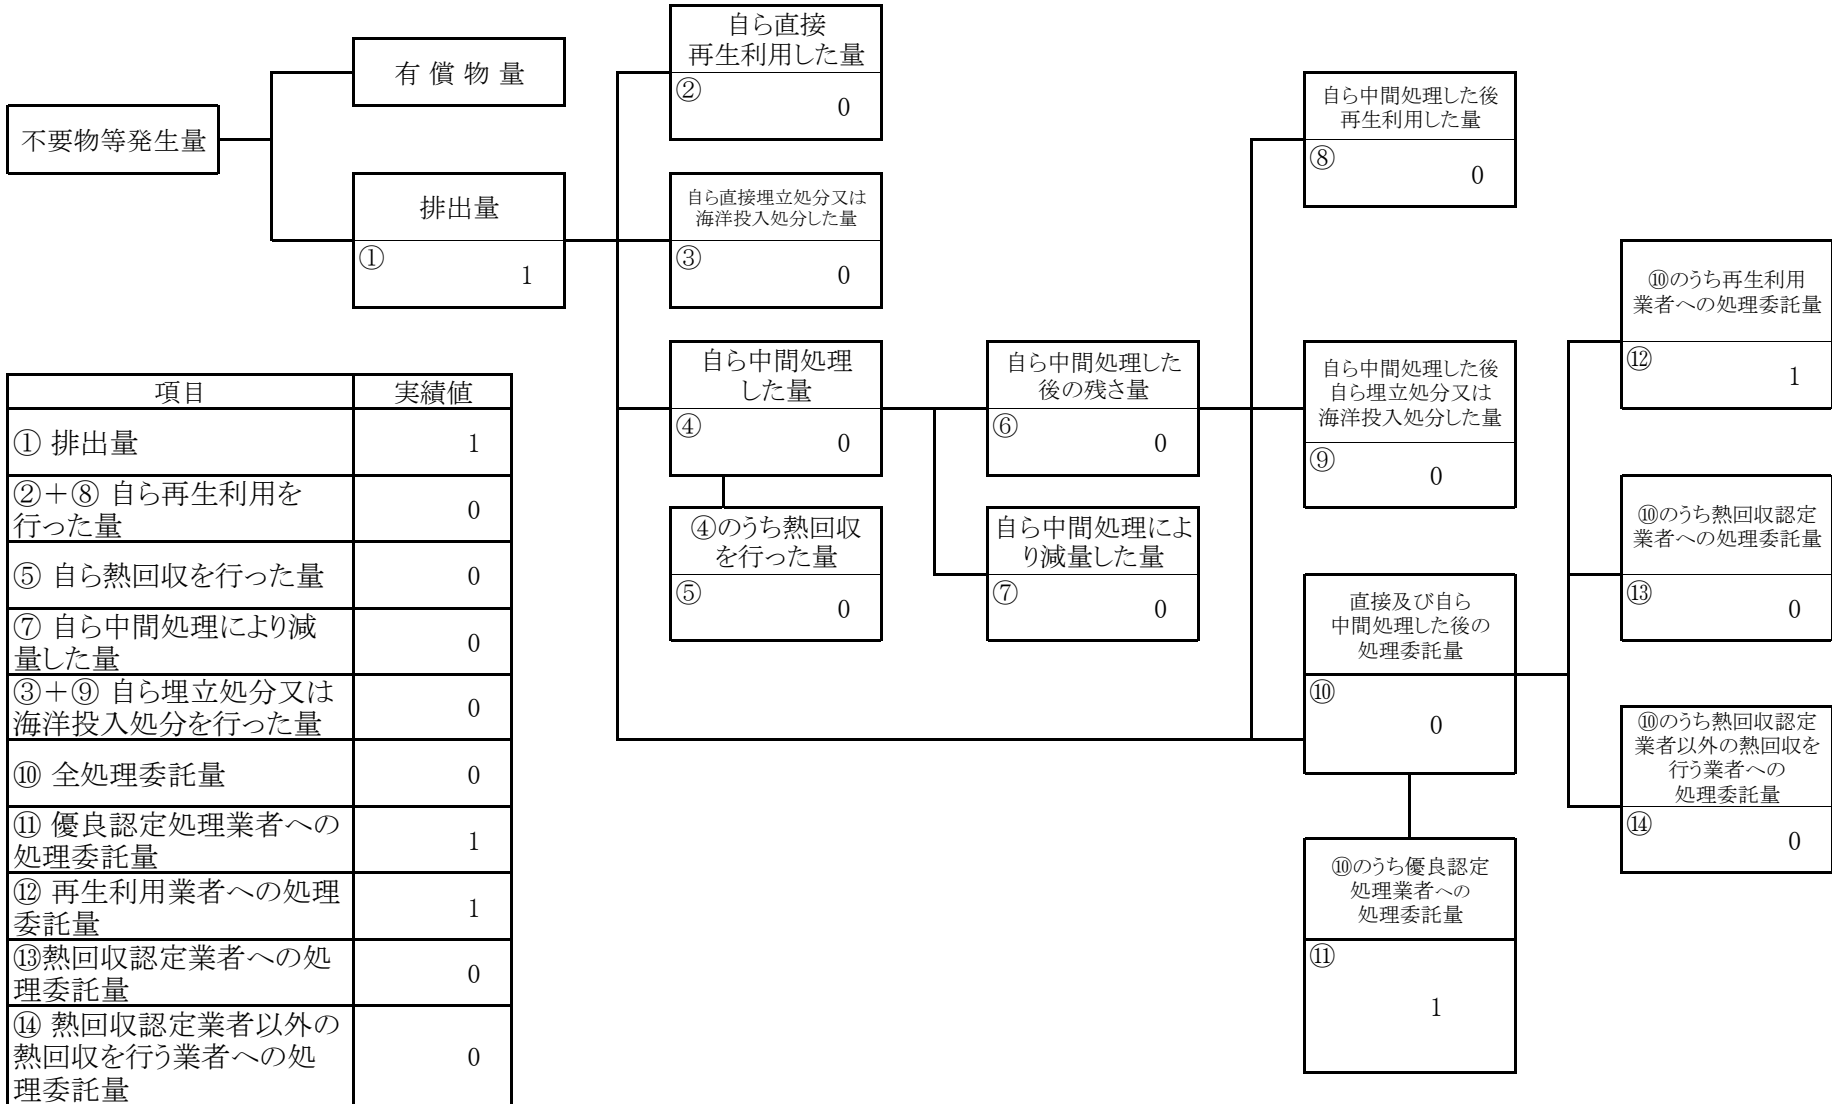 自ら直接
再生利用した量
②
0
有 償 物 量
不要物等発生量
自ら中間処理した後
再生利用した量
⑧
0
排出量
①
1
自ら直接埋立処分又は
海洋投入処分した量
③
0
⑩のうち再生利用
業者への処理委託量
⑫
1
自ら中間処理
した量
④
0
自ら中間処理した
後の残さ量
⑥
0
自ら中間処理した後
自ら埋立処分又は
海洋投入処分した量
⑨
0
④のうち熱回収
を行った量
⑤
0
自ら中間処理によ
り減量した量
⑦
0
⑩のうち熱回収認定
業者への処理委託量
⑬
0
直接及び自ら
中間処理した後の
処理委託量
⑩
0
⑩のうち熱回収認定
業者以外の熱回収を
行う業者への
処理委託量
⑭
0
⑩のうち優良認定
処理業者への
処理委託量
⑪
1
項目 実績値
① 排出量 1
②＋⑧ 自ら再生利用を
行った量 0
⑤ 自ら熱回収を行った量 0
⑦ 自ら中間処理により減
量した量 0
③＋⑨ 自ら埋立処分又は
海洋投入処分を行った量 0
⑩ 全処理委託量 0
⑪ 優良認定処理業者への
処理委託量 1
⑫ 再生利用業者への処理
委託量 1
⑬熱回収認定業者への処
理委託量 0
⑭ 熱回収認定業者以外の
熱回収を行う業者への処 0
理委託量